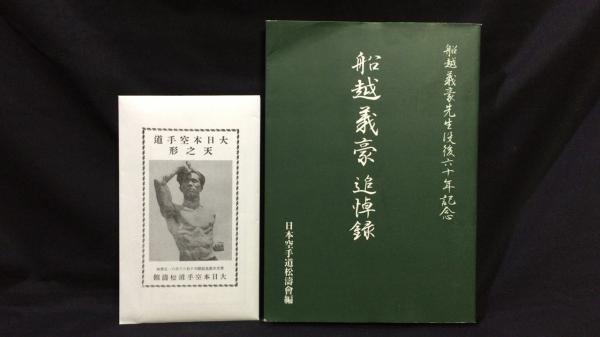 船越義豪先生没後六十年記念
船越義豪 追悼録
日本空手道松濤會編
道手空本日大
形之天
館濤松道手空本日大